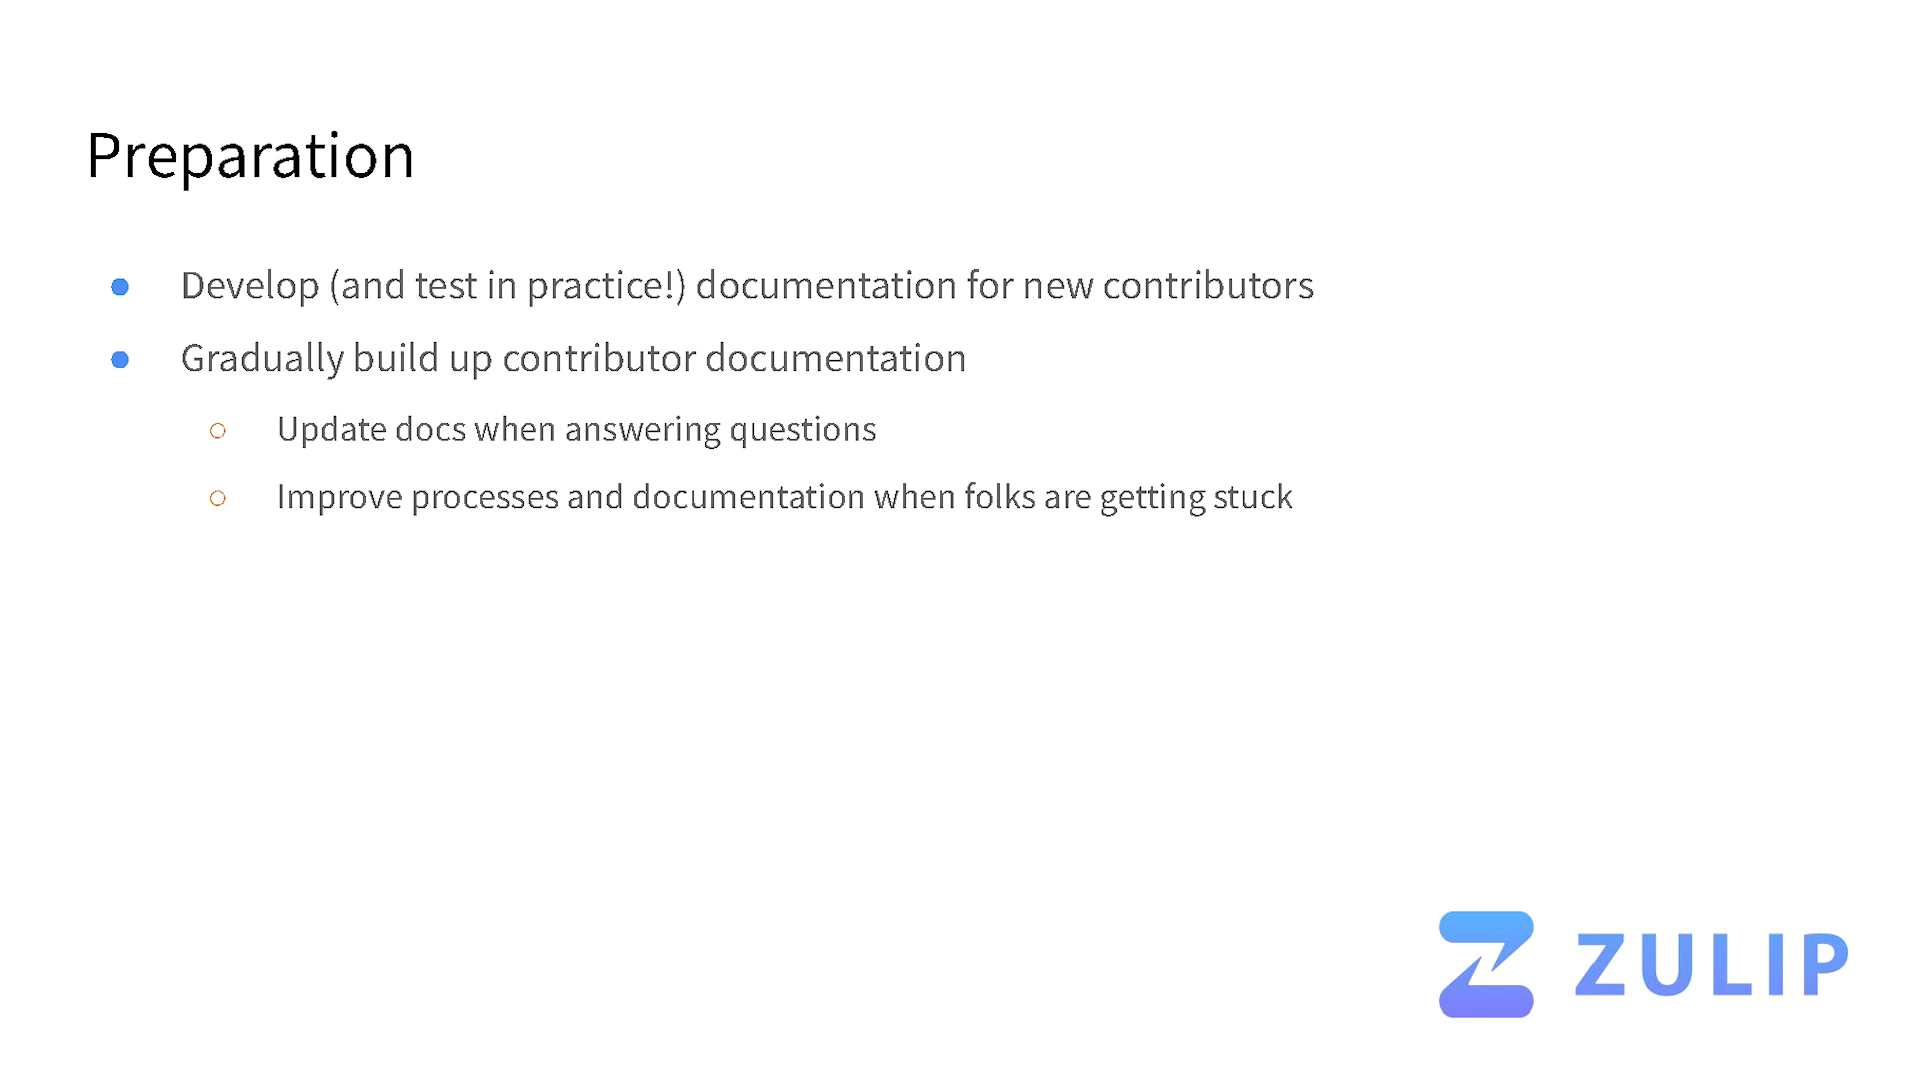 Preparation
● Develop (and test in practice!) documentation for new contributors
● Gradually build up contributor documentation
○ Update docs when answering questions
○ Improve processes and documentation when folks are getting stuck
ZULIP